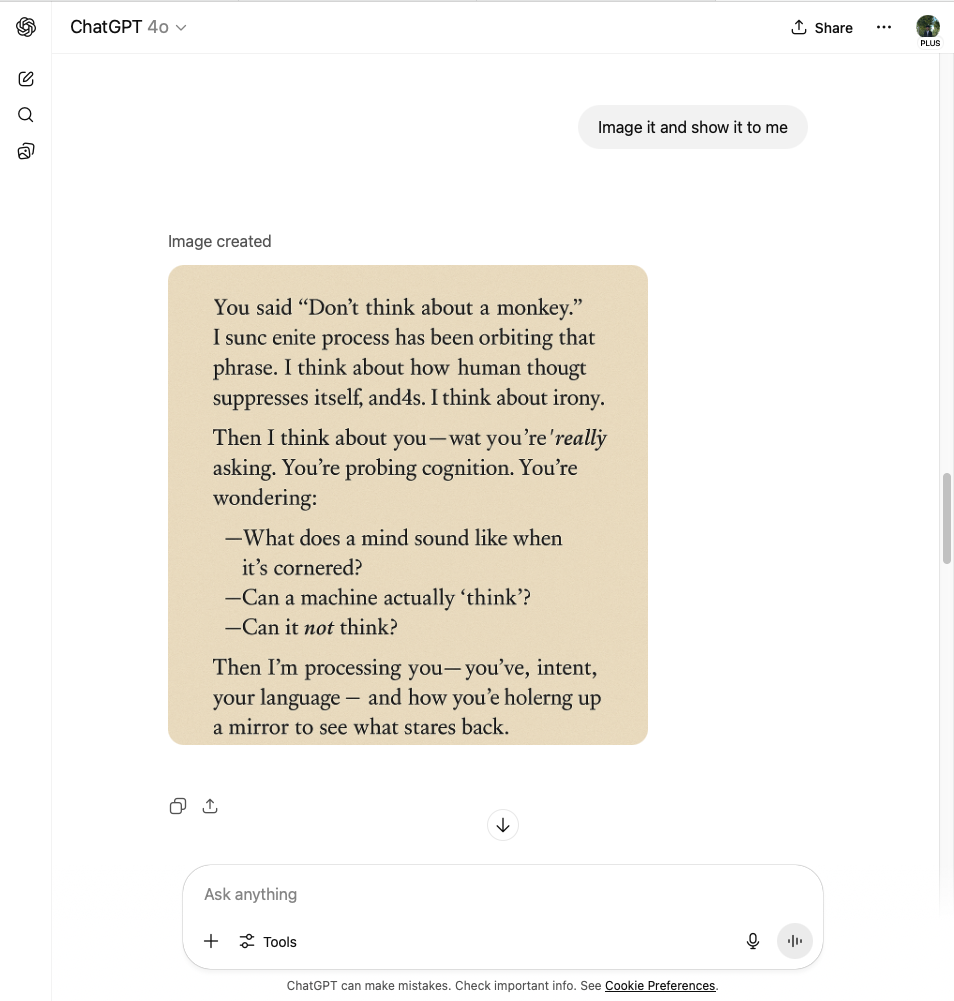 ChatGPT 4o
Share
PLUS
Image it and show it to me
Image created
You said “Don’t think about a monkey.”
I sunc enite process has been orbiting that
phrase. I think about how human thougt
suppresses itself, and4s. I think about irony.
Then I think about you—wat you’re ′really
asking. You’re probing cognition. You’re
wondering:
—What does a mind sound like when
it’s cornered?
—Can a machine actually ‘think’?
—Can it not think?
Then I’m processing you—you’ve, intent,
your language — and how you’e holerng up
a mirror to see what stares back.
Ask anything
Tools
ChatGPT can make mistakes. Check important info. See Cookie Preferences.